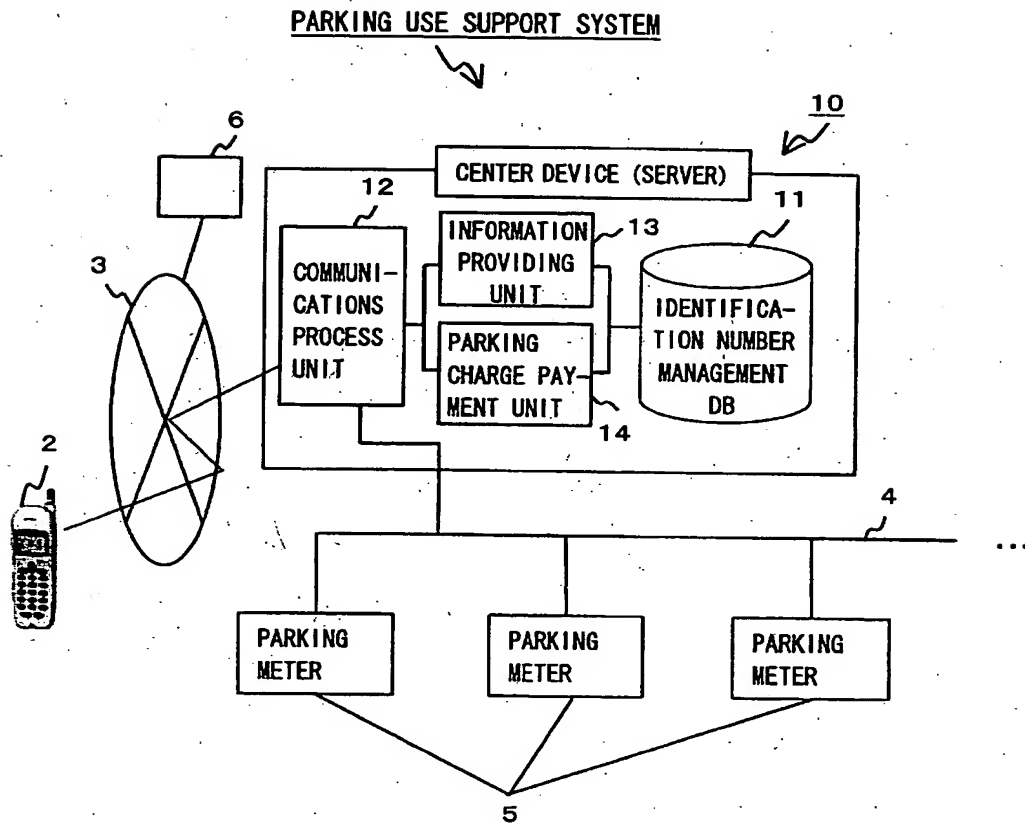 PARKING USE SUPPORT SYSTEM
10
6
CENTER DEVICE (SERVER)
12
11
INFORMATION
PROVIDING
UNIT
13
COMMUNI-
CATIONS
PROCESS
UNIT
3
IDENTIFICA-
TION NUMBER
MANAGEMENT
DB
PARKING
CHARGE PAY-
MENT UNIT
14
2
4
...
PARKING
METER
PARKING
METER
PARKING
METER
5